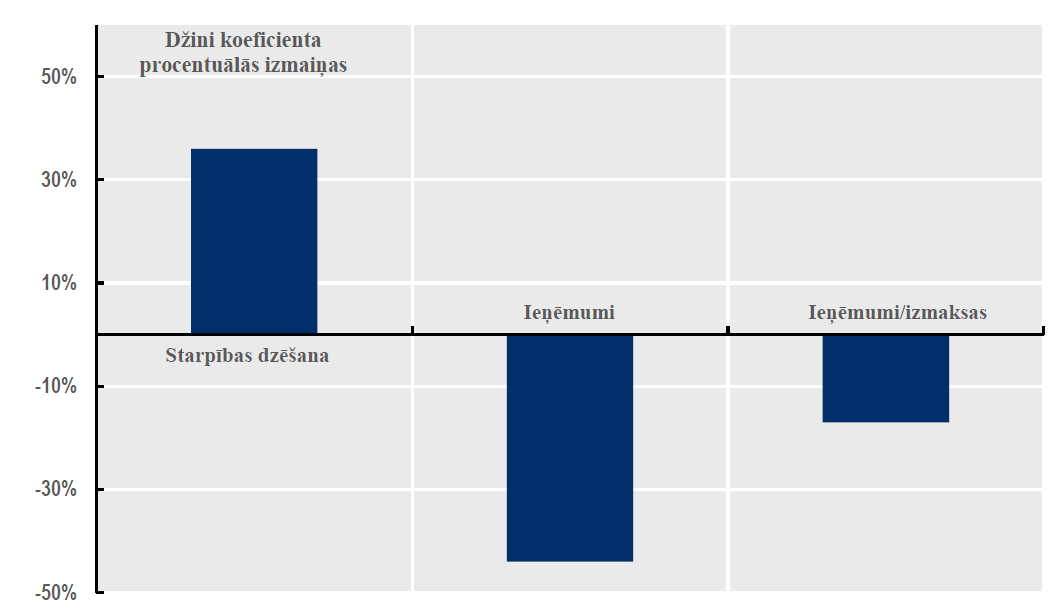 Džini koeficienta
procentuālās izmaiņas
50%
30%
10%
-10%
-30%
-50%
Starpības dzēšana
Ieņēmumi
Ieņēmumi/izmaksas